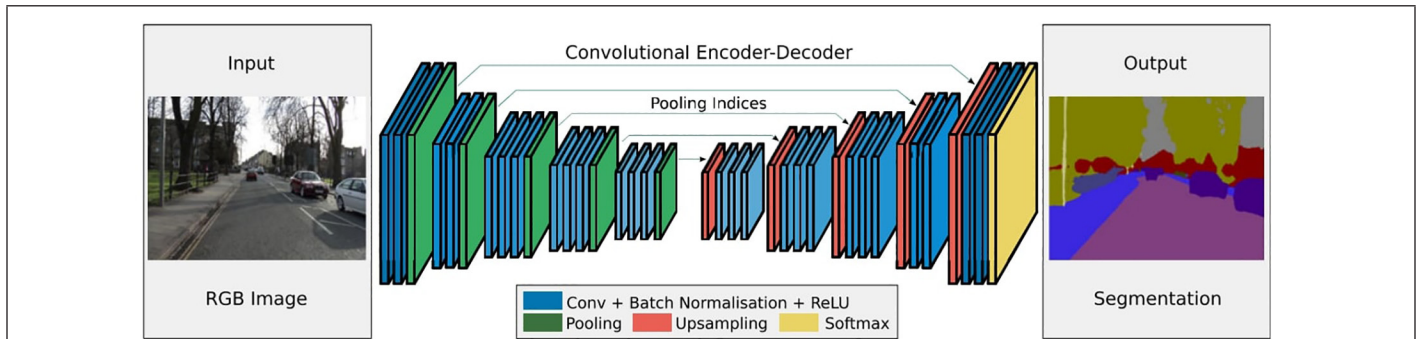 Input
RGB Image
Convolutional Encoder-Decoder
Pooling Indices
Output
Segmentation
Conv + Batch Normalisation + ReLU
Pooling Upsampling Softmax